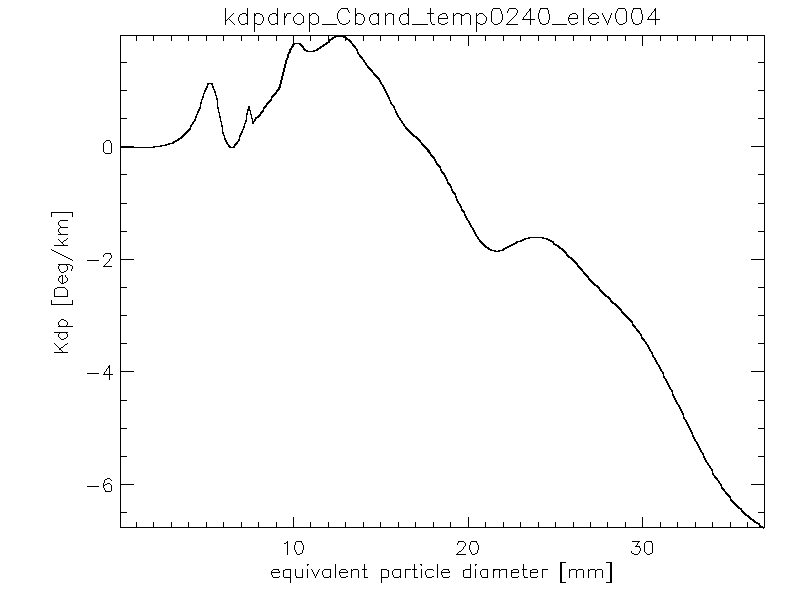 kdpdrop_Cband_temp0240_elev004
0
-2
-4
-6
Kdp [Deg/km]
10 20 30
equivalent particle diameter [mm]